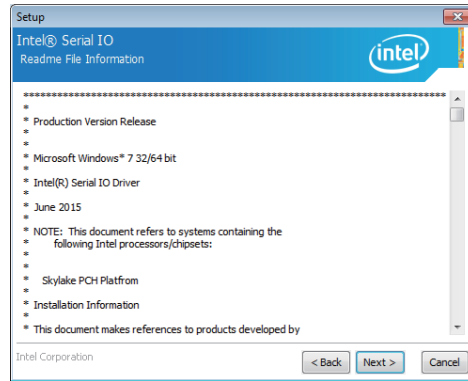 Setup
Intel® Serial IO
Readme File Information
intel
********************************************************************************
*
* Production Version Release
*
*
* Microsoft Windows* 7 32/64 bit
*
* Intel(R) Serial IO Driver
*
* June 2015
*
* NOTE: This document refers to systems containing the
* following Intel processors/chipsets:
*
*
* Skylake PCH Platfrom
*
* Installation Information
*
* This document makes references to products developed by
Intel Corporation
< Back
Next >
Cancel